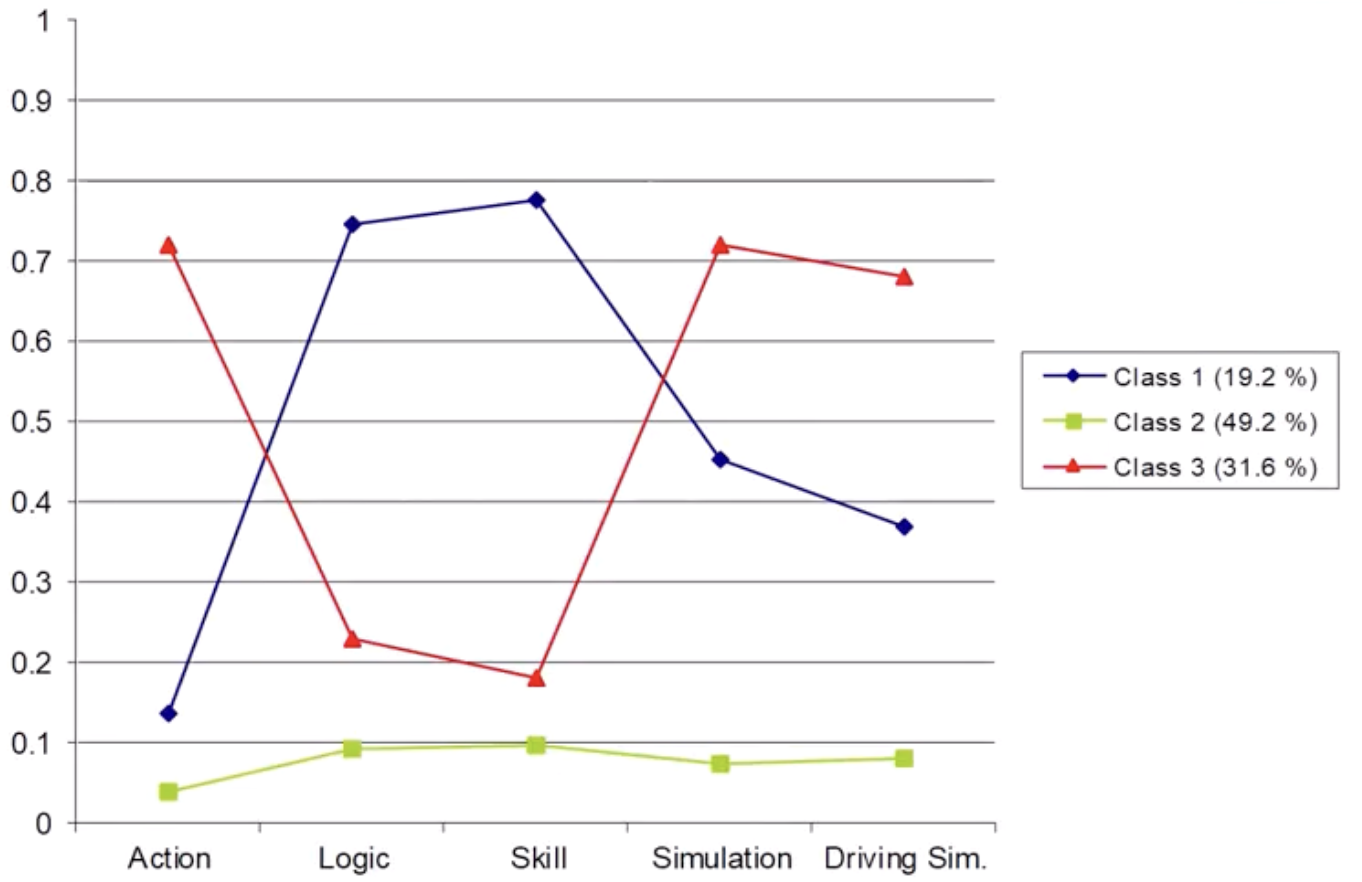 1
0.9
0.8
0.7
0.6
0.5
0.4
0.3
0.2
0.1
0
Action Logic Skill Simulation Driving Sim.
Class 1 (19.2 %)
Class 2 (49.2 %)
Class 3 (31.6 %)